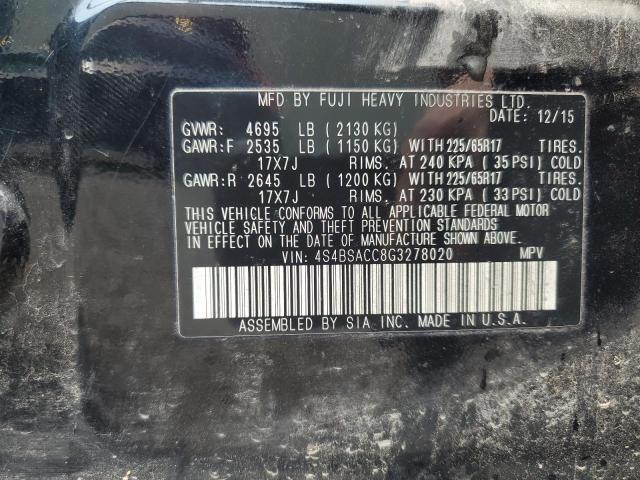 MFD BY FUJI HEAVY INDUSTRIES LTD.
DATE: 12/15
GVWR: 4695 LB (2130 KG)
GAWR:F 2535 LB (1150 KG) WITH 225/65R17 TIRES.
17X7J RIMS. AT 240 KPA (35 PSI) COLD
GAWR:R 2645 LB (1200 KG) WITH 225/65R17 TIRES.
17X7J RIMS. AT 230 KPA (33 PSI) COLD
THIS VEHICLE CONFORMS TO ALL APPLICABLE FEDERAL MOTOR
VEHICLE SAFETY AND THEFT PREVENTION STANDARDS
IN EFFECT ON THE DATE OF MANUFACTURE SHOWN ABOVE.
VIN: 4S4BSACC8G3278020 MPV
ASSEMBLED BY SIA INC. MADE IN U.S.A.